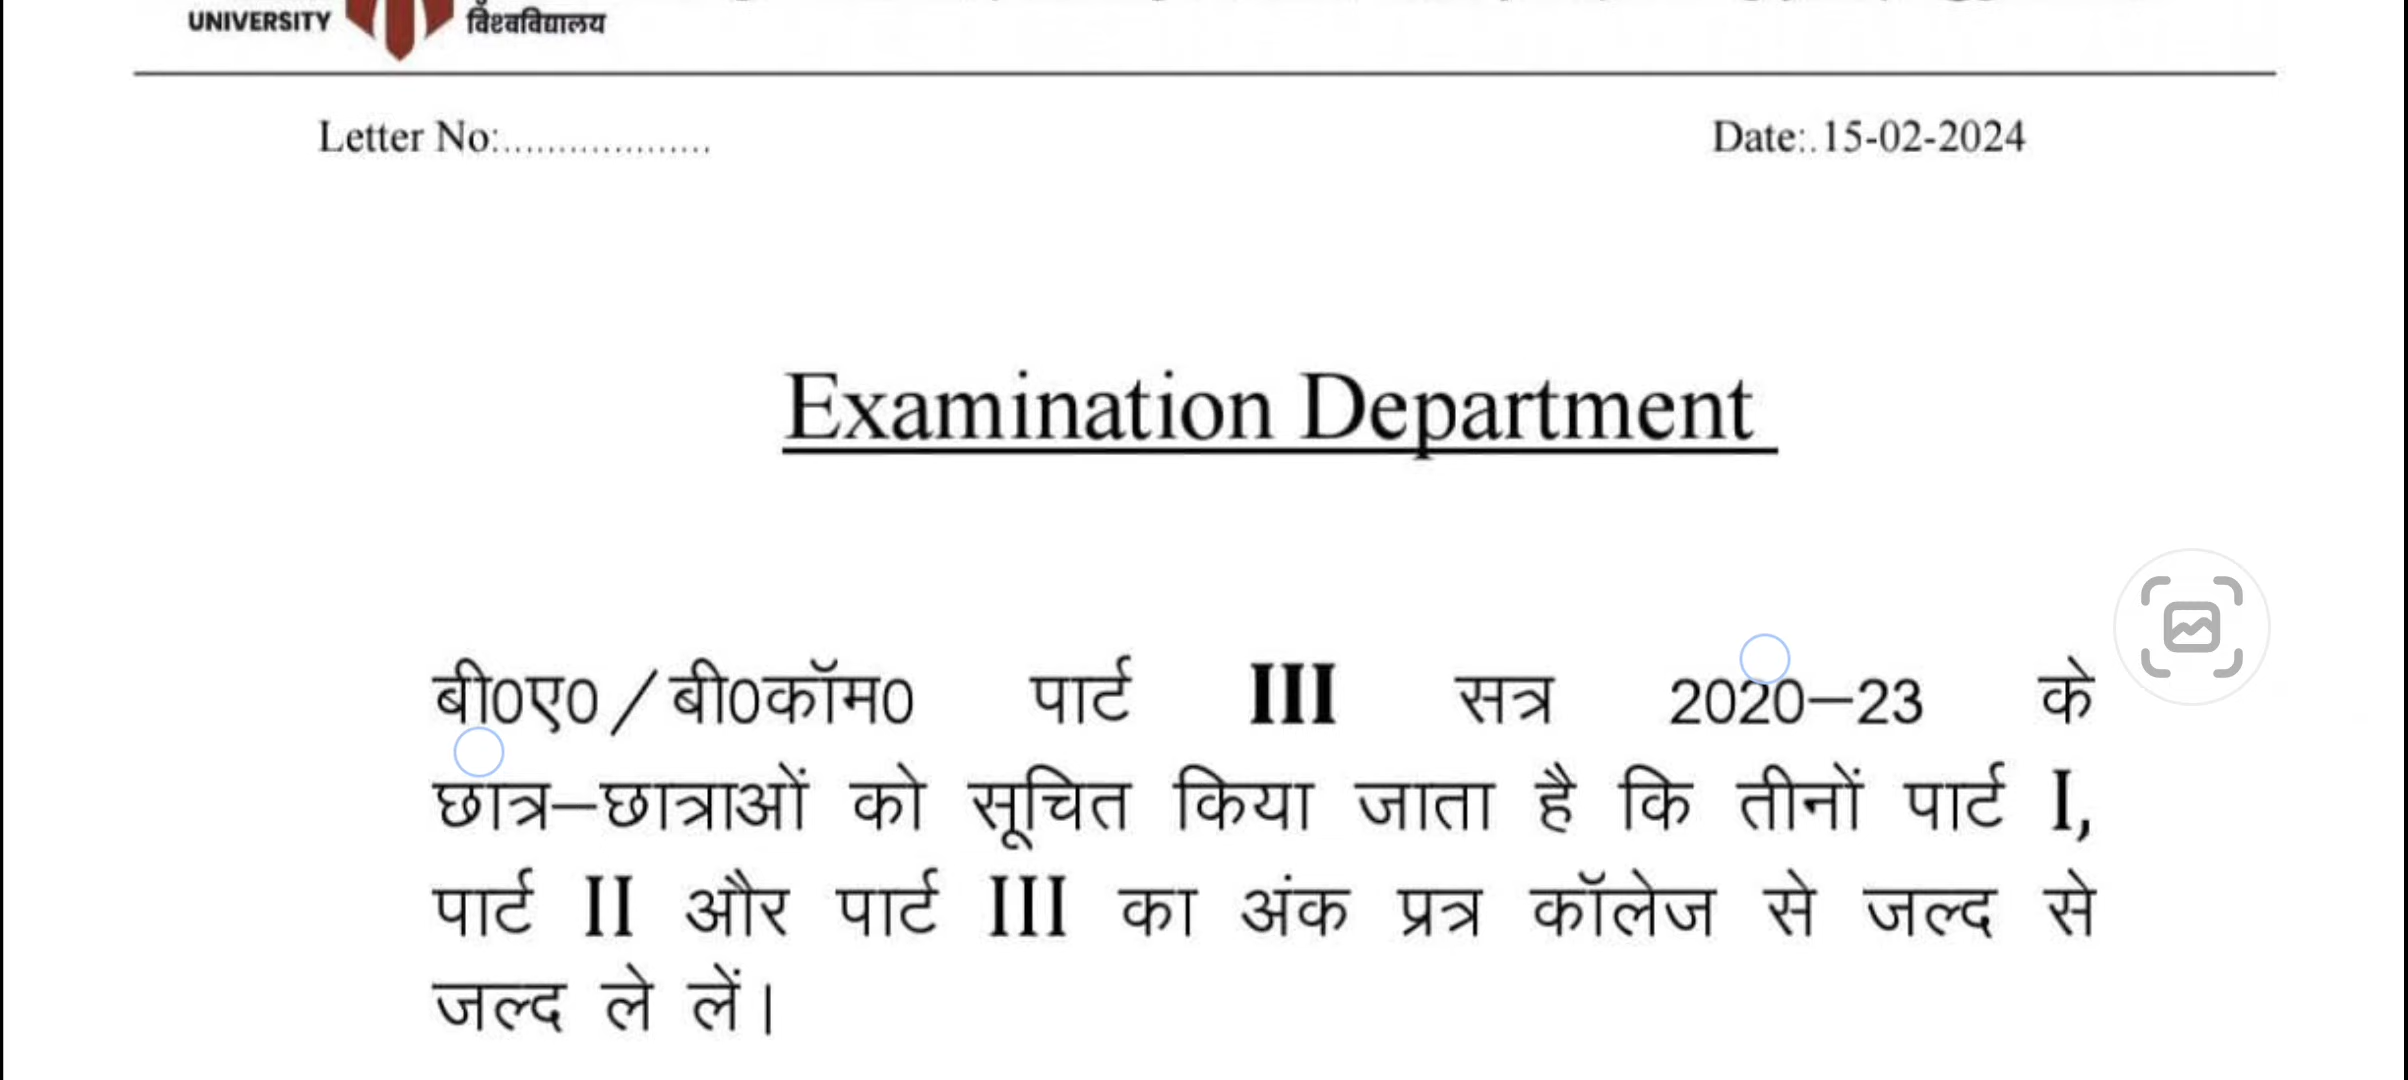 UNIVERSITY विश्वविद्यालय
Letter No:................... Date:.15-02-2024
Examination Department
बी0ए0/बी0कॉम0 पार्ट III सत्र 2020–23 के
छात्र–छात्राओं को सूचित किया जाता है कि तीनों पार्ट I,
पार्ट II और पार्ट III का अंक प्रत्र कॉलेज से जल्द से
जल्द ले लें।